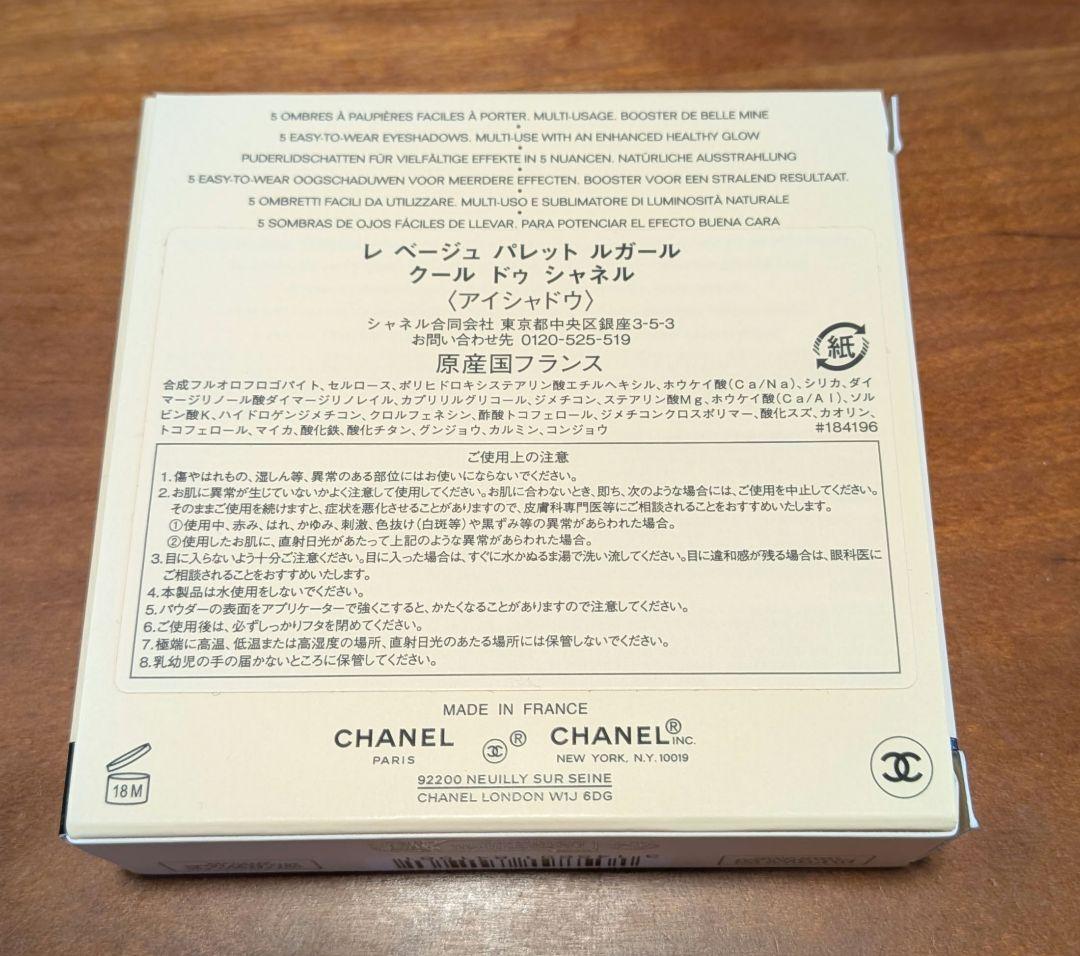 5 OMBRES À PAUPIÈRES FACILES À PORTER. MULTI-USAGE. BOOSTER DE BELLE MINE
5 EASY-TO-WEAR EYESHADOWS. MULTI-USE WITH AN ENHANCED HEALTHY GLOW
PUDERLIDSCHATTEN FÜR VIELFÄLTIGE EFFEKTE IN 5 NUANCEN. NATÜRLICHE AUSSTRAHLUNG
5 EASY-TO-WEAR OOGSCHADUWEN VOOR MEERDERE EFFECTEN. BOOSTER VOOR EEN STRALEND RESULTAAT.
5 OMBRETTI FACILI DA UTILIZZARE. MULTI-USO E SUBLIMATORE DI LUMINOSITÀ NATURALE
5 SOMBRAS DE OJOS FÁCILES DE LLEVAR. PARA POTENCIAR EL EFECTO BUENA CARA
レ ベージュ パレット ルガール
クール ドゥ シャネル
〈アイシャドウ〉
シャネル合同会社 東京都中央区銀座3-5-3
お問い合わせ先 0120-525-519
原産国フランス
紙
合成フルオロフロゴパイト、セルロース、ポリヒドロキシステアリン酸エチルヘキシル、ホウケイ酸(Ca/Na)、シリカ、ダイ
マージリノール酸ダイマージリノレイル、カプリリルグリコール、ジメチコン、ステアリン酸Mg、ホウケイ酸(Ca/Al)、ソル
ビン酸K、ハイドロゲンジメチコン、クロルフェネシン、酢酸トコフェロール、ジメチコンクロスポリマー、酸化スズ、カオリン、
トコフェロール、マイカ、酸化鉄、酸化チタン、グンジョウ、カルミン、コンジョウ
#184196
ご使用上の注意
1.傷やはれもの、湿しん等、異常のある部位にはお使いにならないでください。
2.お肌に異常が生じていないかよく注意して使用してください。お肌に合わないとき、即ち、次のような場合には、ご使用を中止してください。
そのままご使用を続けますと、症状を悪化させることがありますので、皮膚科専門医等にご相談されることをおすすめいたします。
①使用中、赤み、はれ、かゆみ、刺激、色抜け(白斑等)や黒ずみ等の異常があらわれた場合。
②使用したお肌に、直射日光があたって上記のような異常があらわれた場合。
3.目に入らないよう十分ご注意ください。目に入った場合は、すぐに水かぬるま湯で洗い流してください。目に違和感が残る場合は、眼科医に
ご相談されることをおすすめいたします。
4.本製品は水使用をしないでください。
5.パウダーの表面をアプリケーターで強くこすると、かたくなることがありますので注意してください。
6.ご使用後は、必ずしっかりフタを閉めてください。
7.極端に高温、低温または高湿度の場所、直射日光のあたる場所には保管しないでください。
8.乳幼児の手の届かないところに保管してください。
MADE IN FRANCE
CHANEL ® CHANEL® INC.
PARIS NEW YORK, N.Y. 10019
92200 NEUILLY SUR SEINE
CHANEL LONDON W1J 6DG
18 M